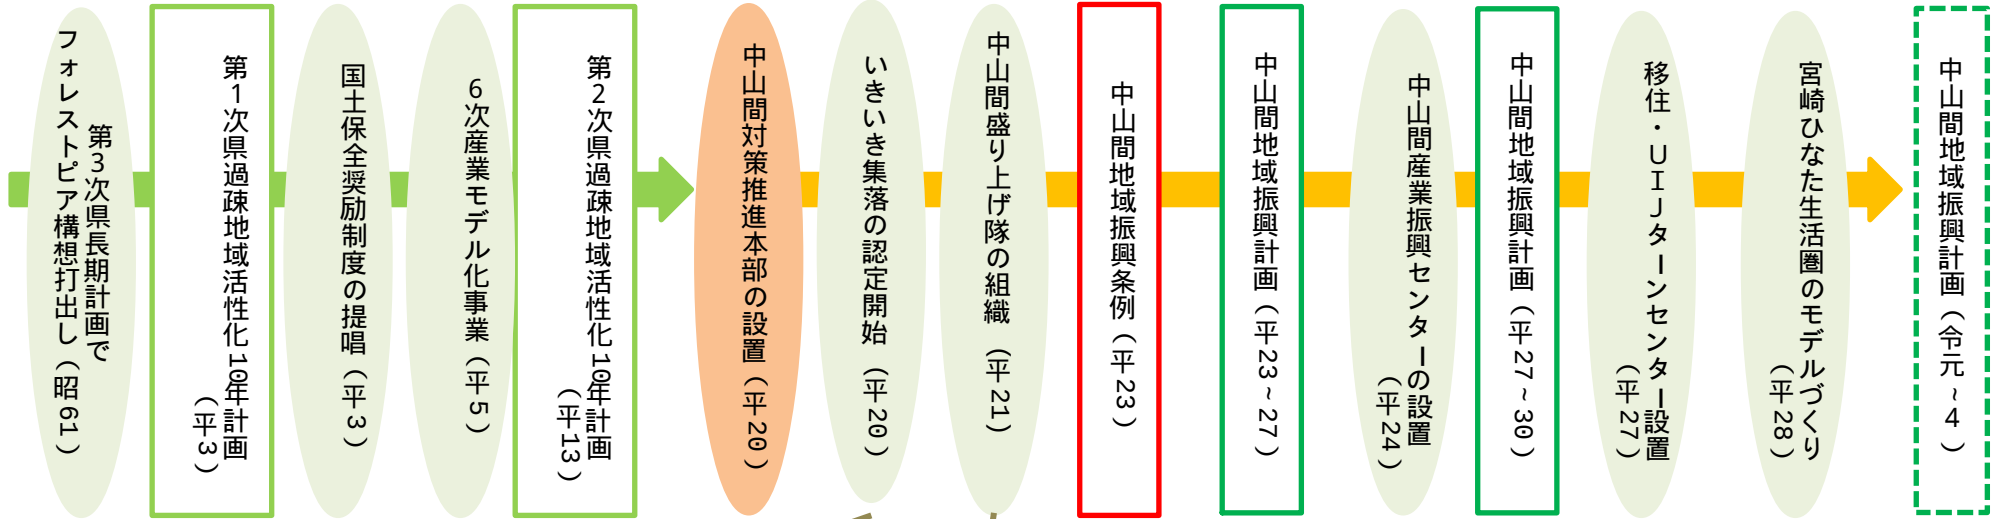 第３次県長期計画で
フォレストピア構想打出し（昭61）
第１次県過疎地域活性化10年計画
（平3）
国土保全奨励制度の提唱（平３）
６次産業モデル化事業（平５）
第２次県過疎地域活性化10年計画
（平13）
中山間対策推進本部の設置（平20）
いきいき集落の認定開始（平20）
中山間盛り上げ隊の組織（平21）
中山間地域振興条例（平23）
中山間地域振興計画（平23~27）
中山間産業振興センターの設置
（平24）
中山間地域振興計画（平27~30）
移住・ＵＩＪターンセンター設置
（平27）
宮崎ひなた生活圏のモデルづくり
（平28）
中山間地域振興計画（令元~４）